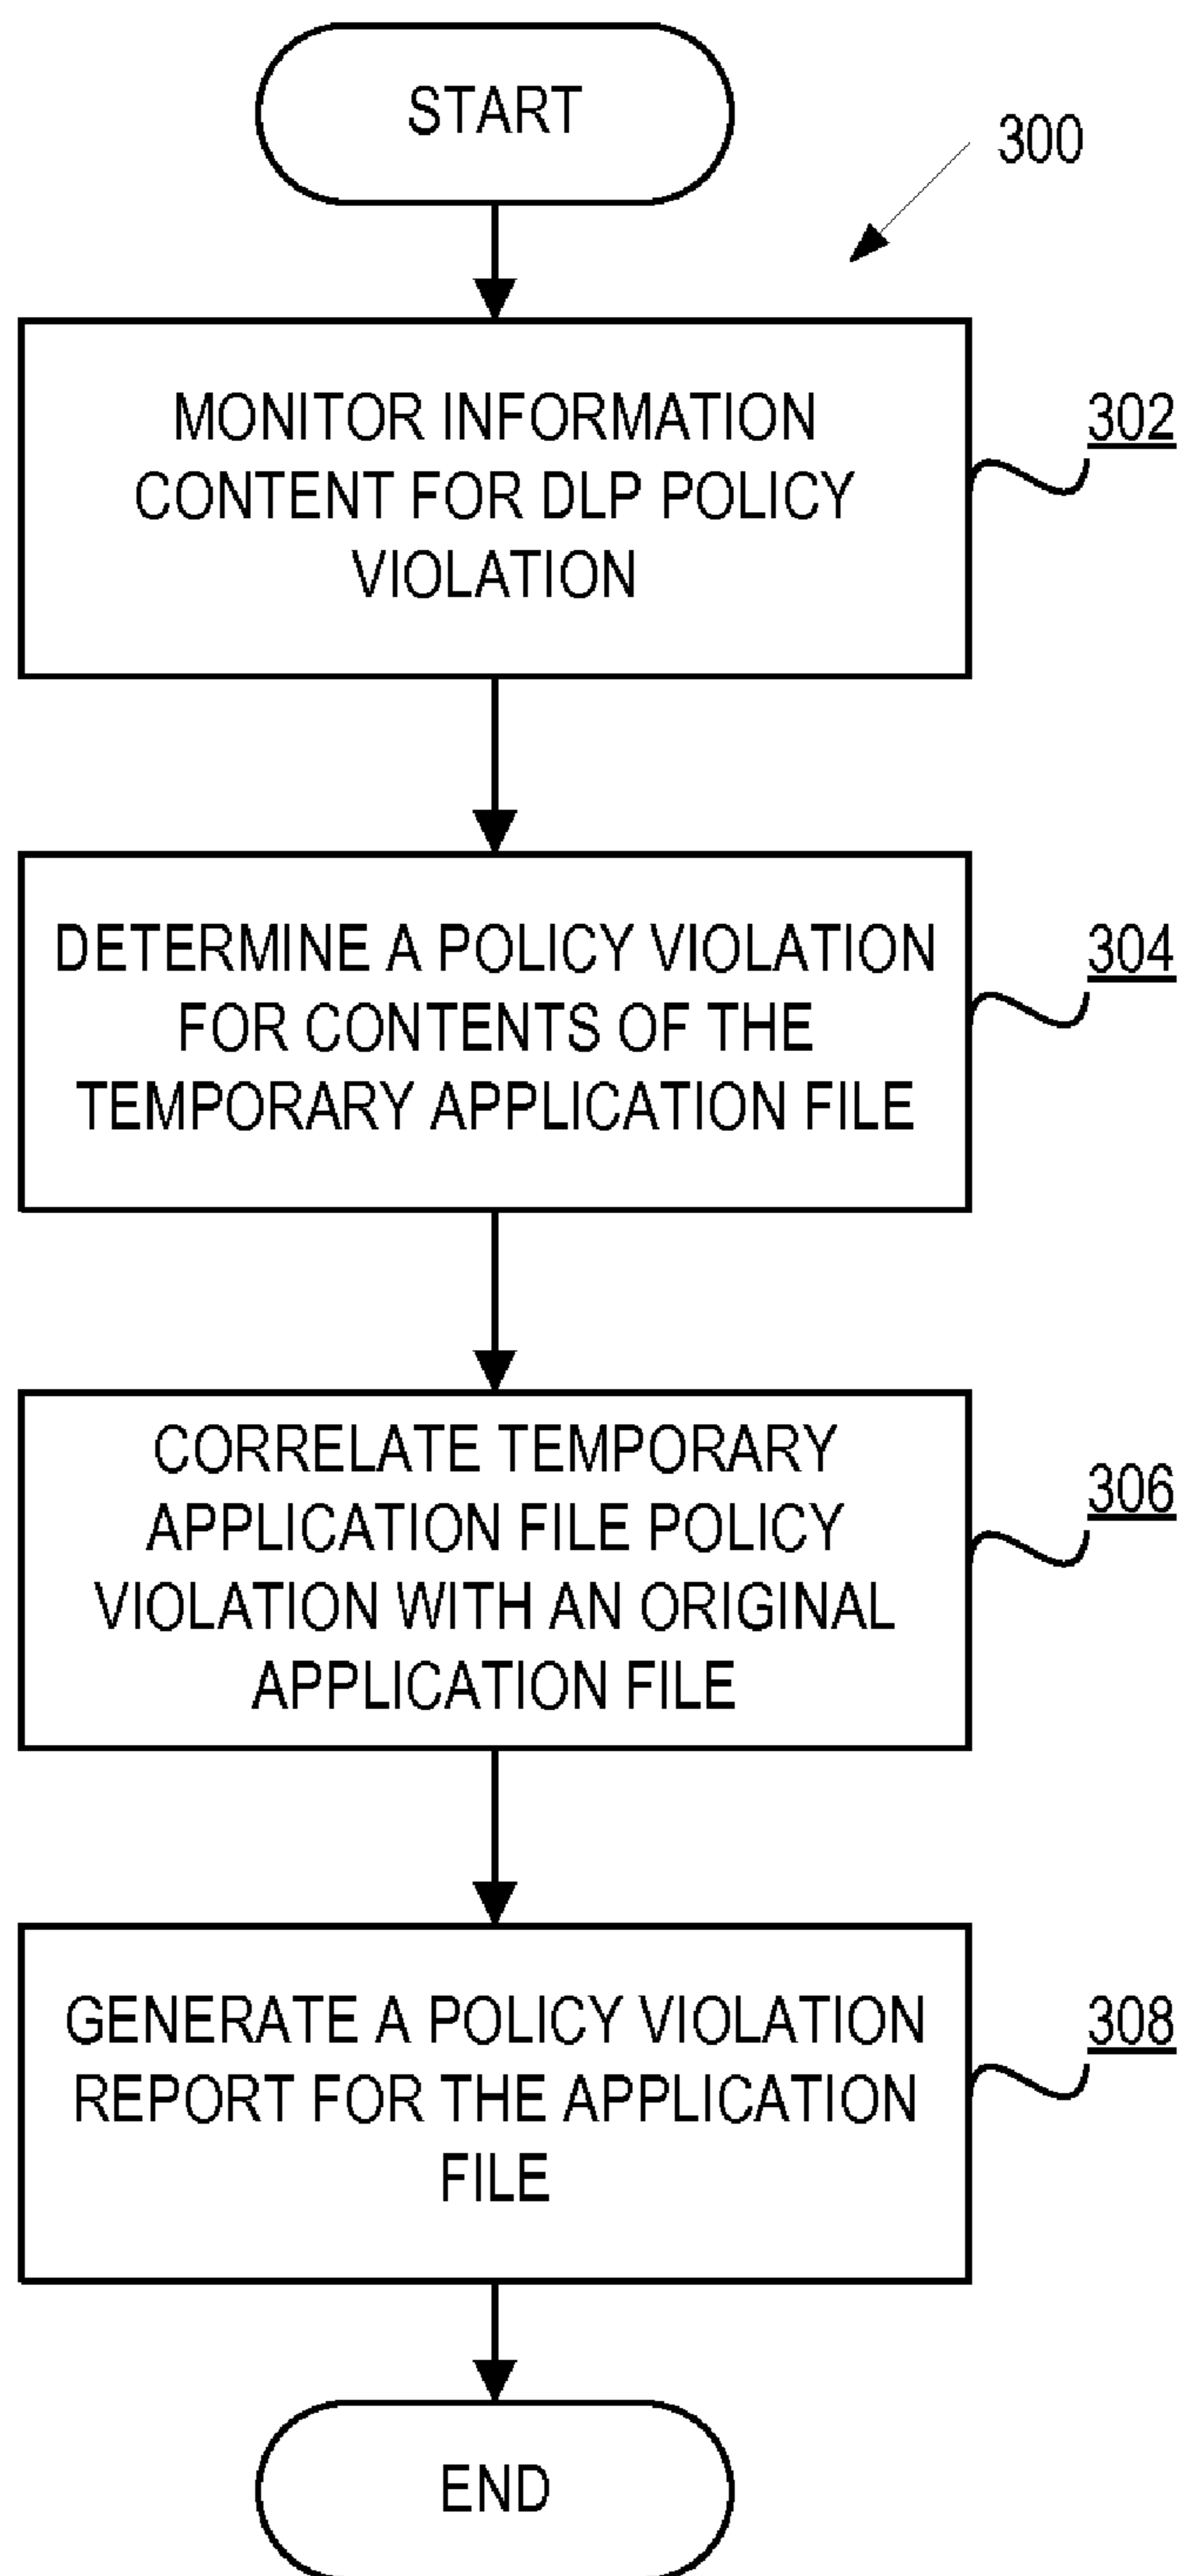 START
300
MONITOR INFORMATION
CONTENT FOR DLP POLICY
VIOLATION
302
DETERMINE A POLICY VIOLATION
FOR CONTENTS OF THE
TEMPORARY APPLICATION FILE
304
CORRELATE TEMPORARY
APPLICATION FILE POLICY
VIOLATION WITH AN ORIGINAL
APPLICATION FILE
306
GENERATE A POLICY VIOLATION
REPORT FOR THE APPLICATION
FILE
308
END